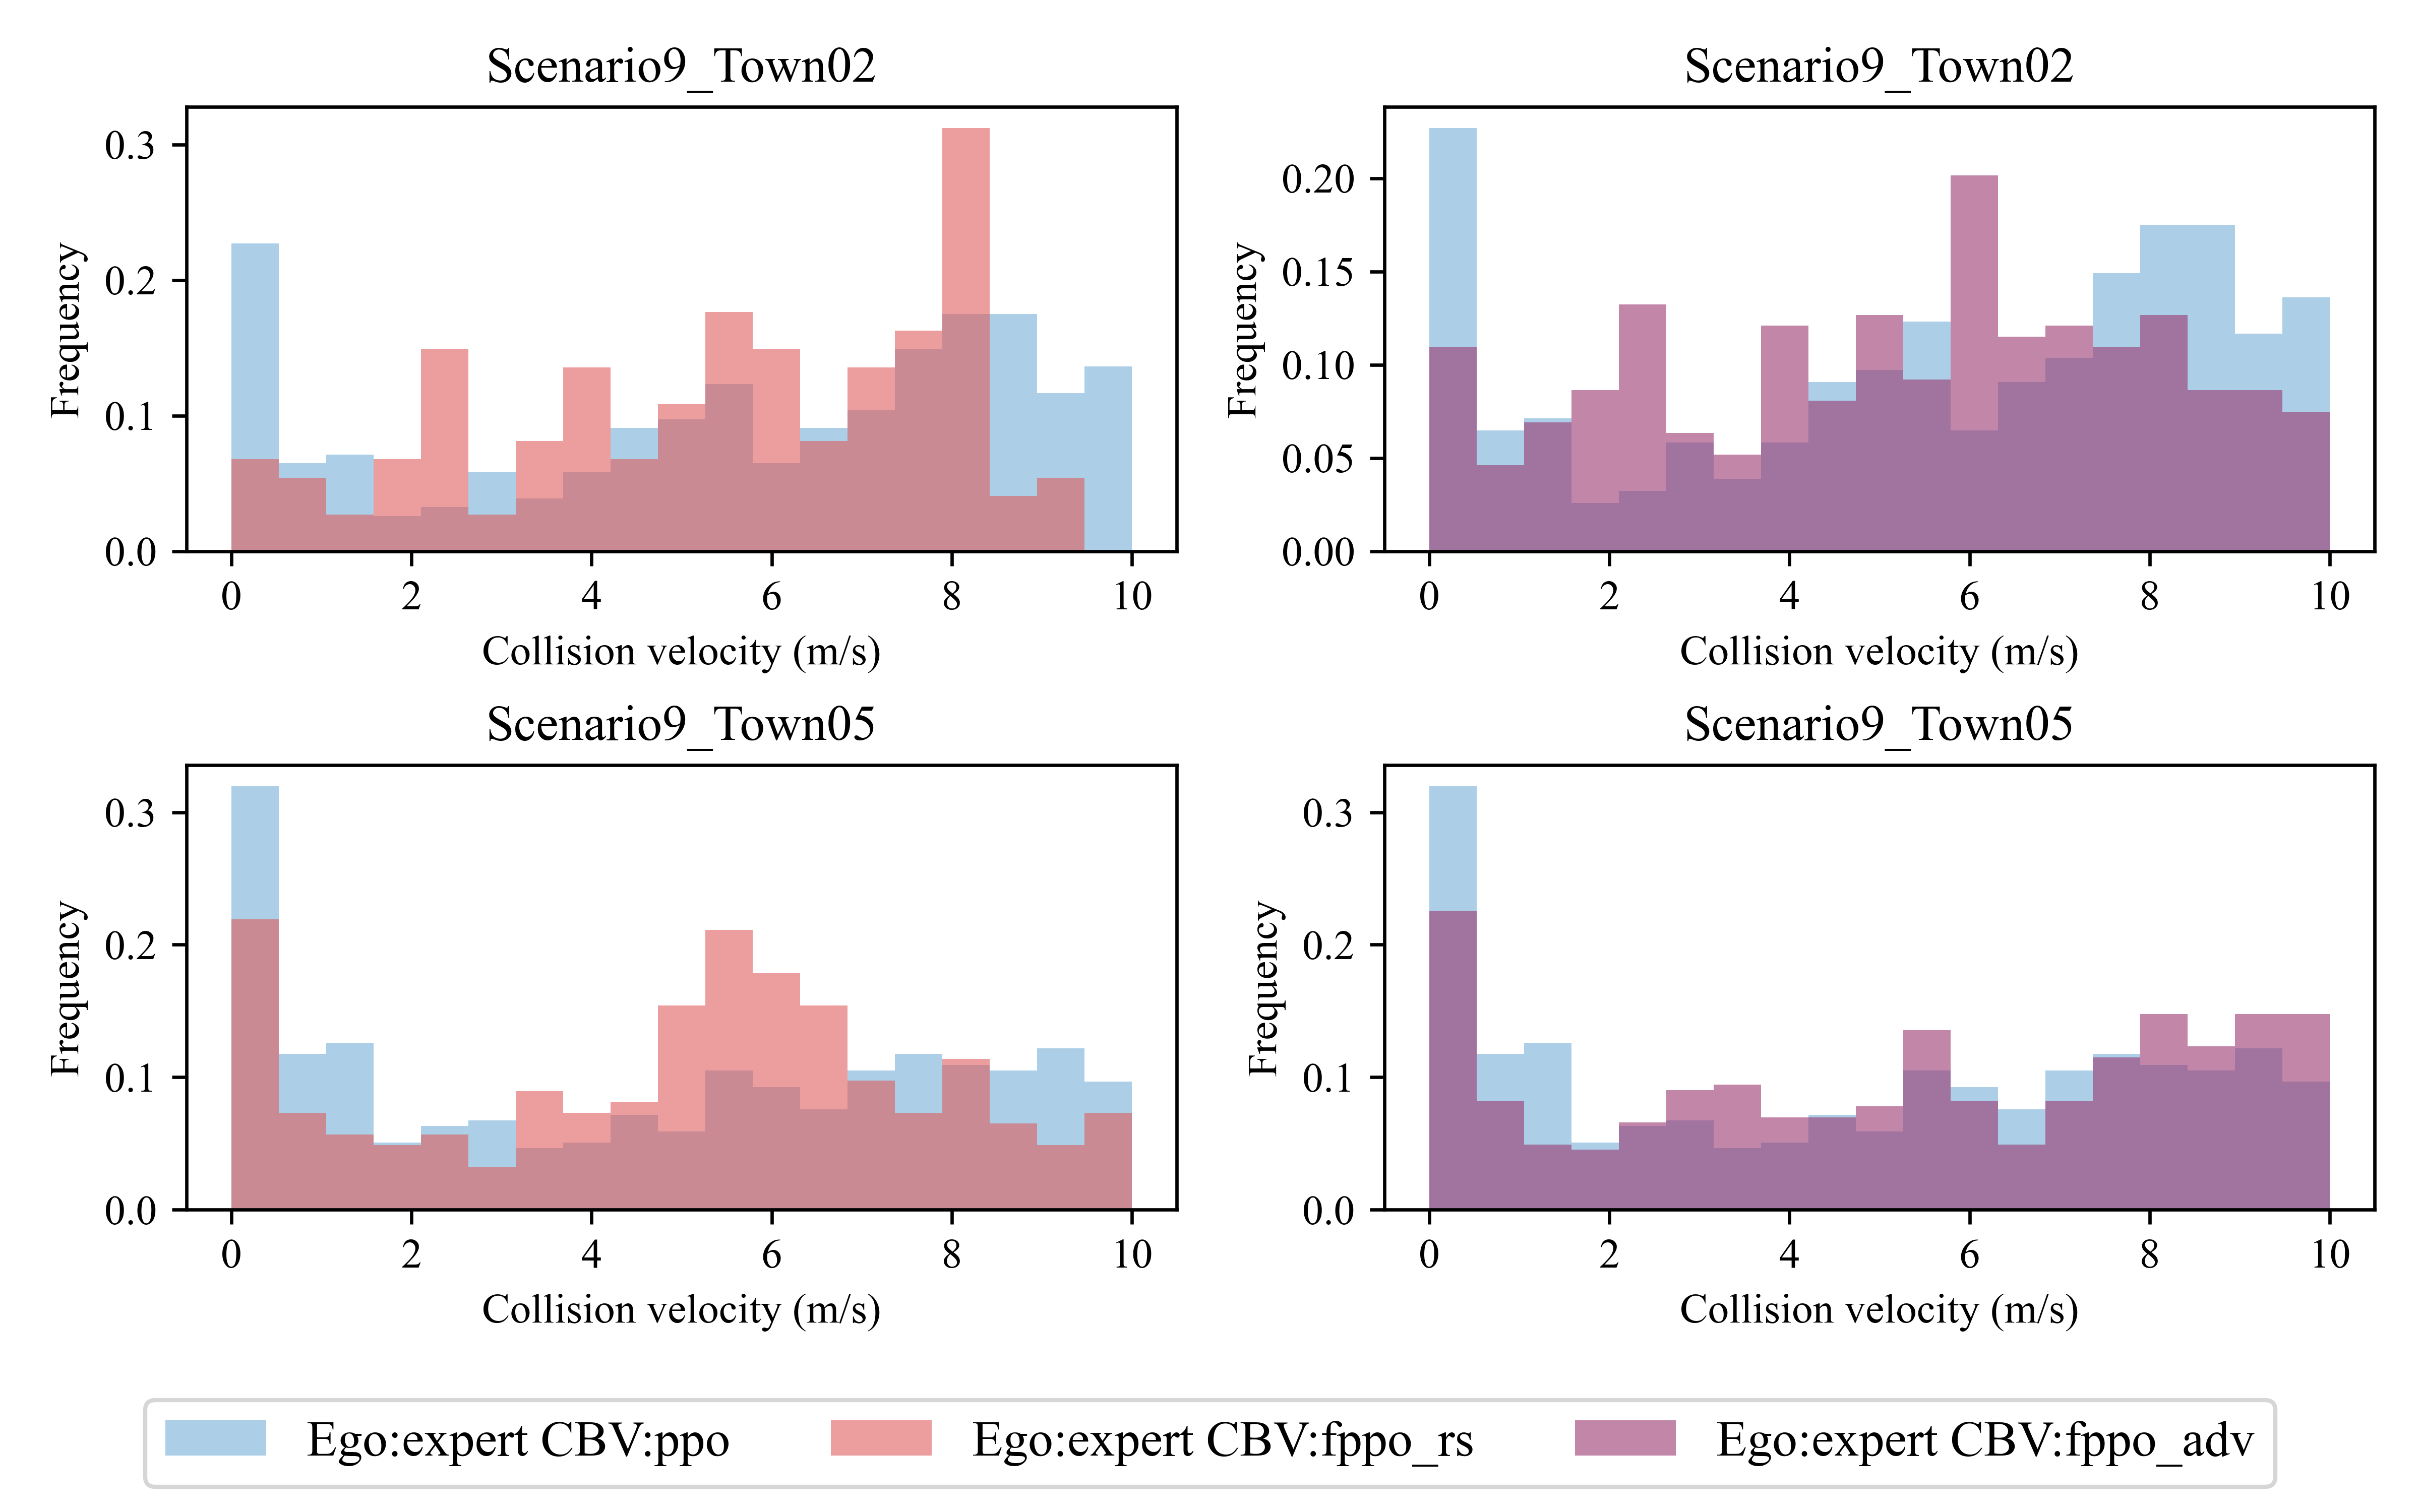 Scenario9_Town02
Frequency
0.3
0.2
0.1
0.0
0 2 4 6 8 10
Collision velocity (m/s)
Scenario9_Town02
Frequency
0.20
0.15
0.10
0.05
0.00
0 2 4 6 8 10
Collision velocity (m/s)
Scenario9_Town05
Frequency
0.3
0.2
0.1
0.0
0 2 4 6 8 10
Collision velocity (m/s)
Scenario9_Town05
Frequency
0.3
0.2
0.1
0.0
0 2 4 6 8 10
Collision velocity (m/s)
Ego:expert CBV:ppo
Ego:expert CBV:fppo_rs
Ego:expert CBV:fppo_adv